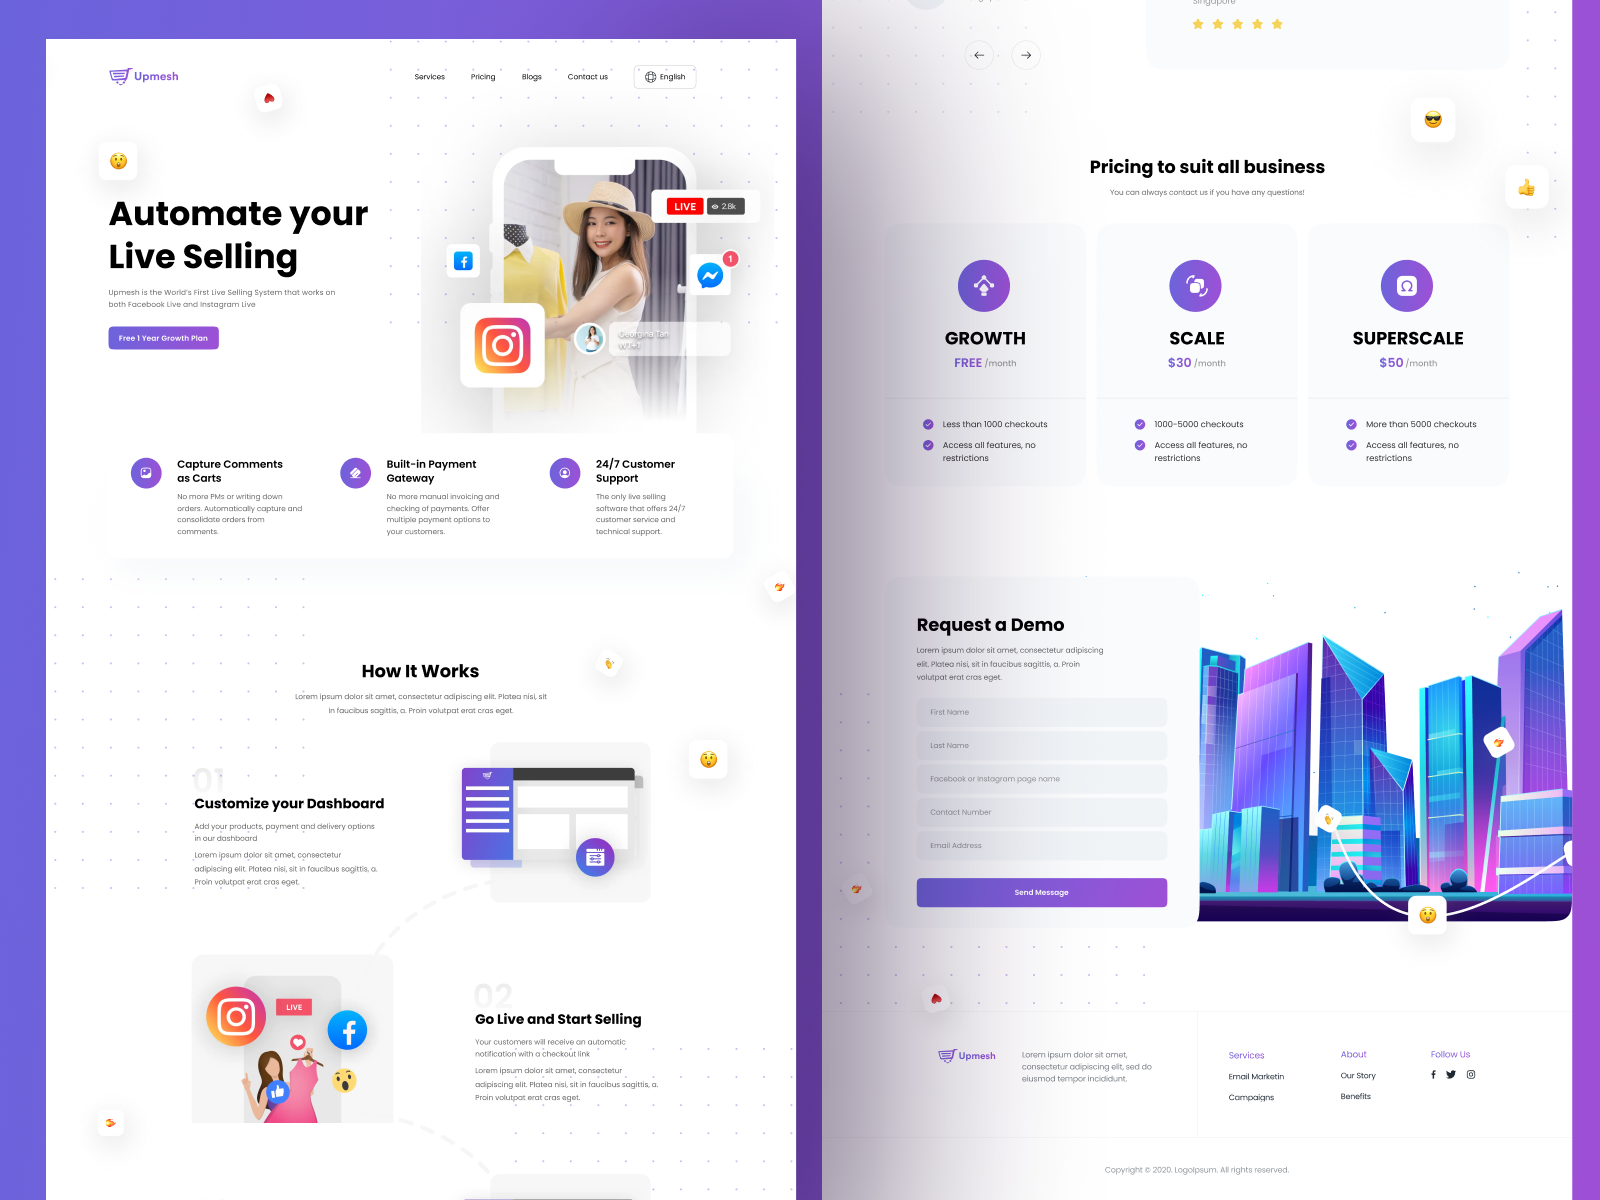 Upmesh
Services
Pricing
Blogs
Contact us
English
Automate your
Live Selling
Upmesh is the World's First Live Selling System that works on
both Facebook Live and Instagram Live
Free 1 Year Growth Plan
LIVE
2.8k
1
Georgina Tan
W1+1
Capture Comments
as Carts
No more PMs or writing down
orders. Automatically capture and
consolidate orders from
comments.
Built-in Payment
Gateway
No more manual invoicing and
checking of payments. Offer
multiple payment options to
your customers.
24/7 Customer
Support
The only live selling
software that offers 24/7
customer service and
technical support.
How It Works
Lorem ipsum dolor sit amet, consectetur adipiscing elit. Platea nisi, sit
in faucibus sagittis, a. Proin volutpat erat cras eget.
01
Customize your Dashboard
Add your products, payment and delivery options
in our dashboard
Lorem ipsum dolor sit amet, consectetur
adipiscing elit. Platea nisi, sit in faucibus sagittis, a.
Proin volutpat erat cras eget.
LIVE
02
Go Live and Start Selling
Your customers will receive an automatic
notification with a checkout link
Lorem ipsum dolor sit amet, consectetur
adipiscing elit. Platea nisi, sit in faucibus sagittis, a.
Proin volutpat erat cras eget.
Singapore
Pricing to suit all business
You can always contact us if you have any questions!
GROWTH
FREE /month
Less than 1000 checkouts
Access all features, no
restrictions
SCALE
$30 /month
1000-5000 checkouts
Access all features, no
restrictions
SUPERSCALE
$50 /month
More than 5000 checkouts
Access all features, no
restrictions
Request a Demo
Lorem ipsum dolor sit amet, consectetur adipiscing
elit. Platea nisi, sit in faucibus sagittis, a. Proin
volutpat erat cras eget.
First Name
Last Name
Facebook or Instagram page name
Contact Number
Email Address
Send Message
Upmesh
Lorem ipsum dolor sit amet,
consectetur adipiscing elit, sed do
eiusmod tempor incididunt.
Services
Email Marketin
Campaigns
About
Our Story
Benefits
Follow Us
Copyright © 2020. Logoipsum. All rights reserved.